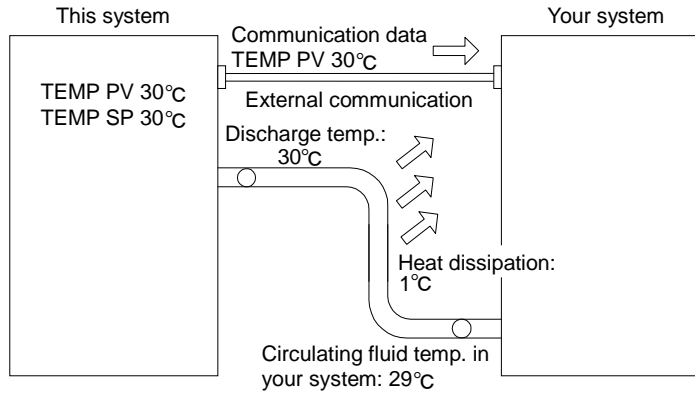 This system
Your system
Communication data
TEMP PV 30℃
TEMP PV 30℃
TEMP SP 30℃
External communication
Discharge temp.:
30℃
Heat dissipation:
1℃
Circulating fluid temp. in
your system: 29℃